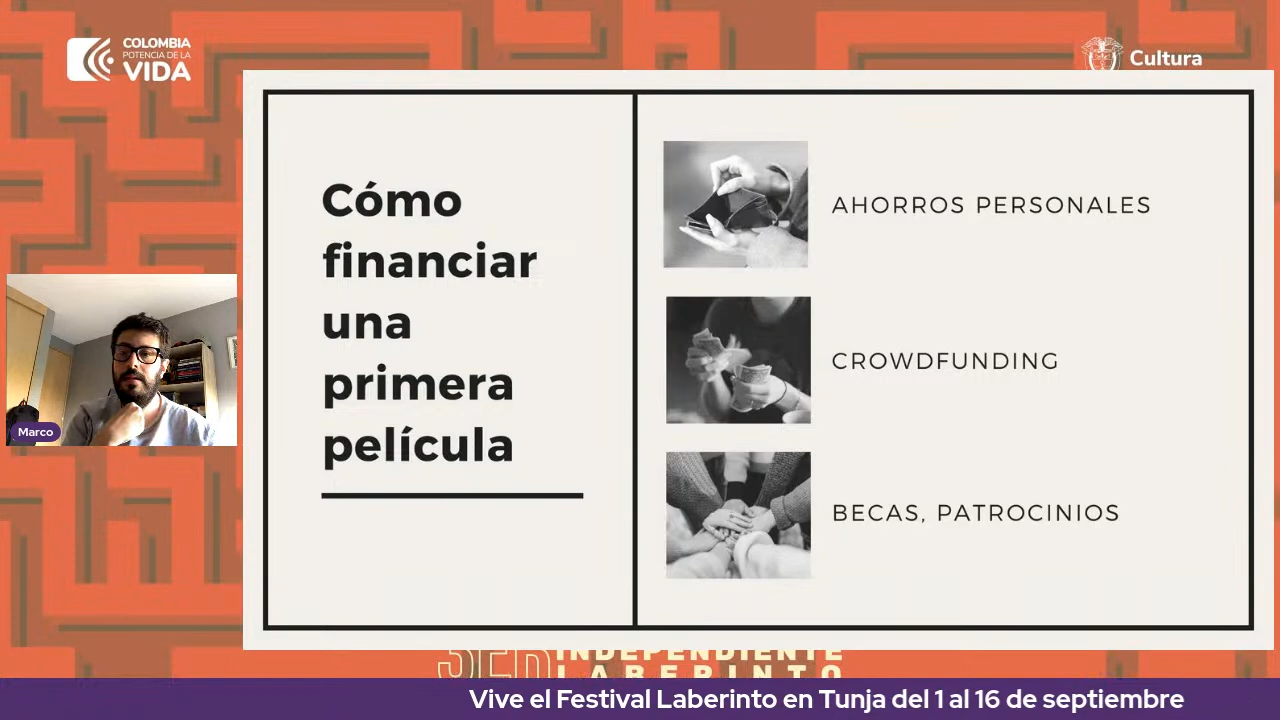 COLOMBIA
POTENCIA DE LA
VIDA
Cultura
Cómo
financiar
una
primera
película
AHORROS PERSONALES
CROWDFUNDING
BECAS, PATROCINIOS
Marco
SER INDEPENDIENTE
LABERINTO
Vive el Festival Laberinto en Tunja del 1 al 16 de septiembre